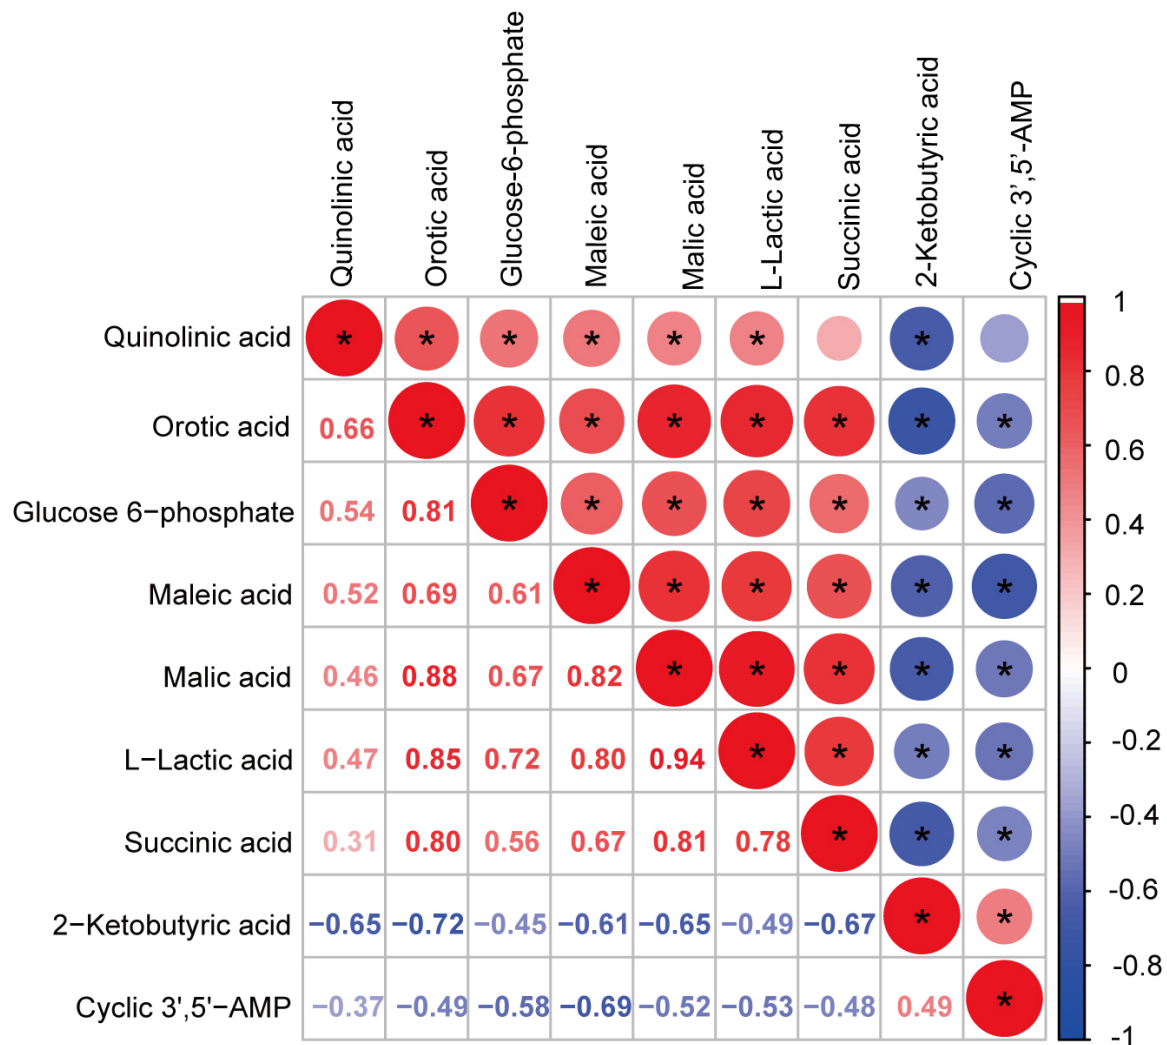 Quinolinic acid
Orotic acid
Glucose-6-phosphate
Maleic acid
Malic acid
L-Lactic acid
Succinic acid
2-Ketobutyric acid
Cyclic 3',5'-AMP
Quinolinic acid * * * * * * *
Orotic acid 0.66 * * * * * * * *
Glucose 6−phosphate 0.54 0.81 * * * * * * *
Maleic acid 0.52 0.69 0.61 * * * * * *
Malic acid 0.46 0.88 0.67 0.82 * * * * *
L−Lactic acid 0.47 0.85 0.72 0.80 0.94 * * * *
Succinic acid 0.31 0.80 0.56 0.67 0.81 0.78 * * *
2−Ketobutyric acid −0.65 −0.72 −0.45 −0.61 −0.65 −0.49 −0.67 * *
Cyclic 3',5'−AMP −0.37 −0.49 −0.58 −0.69 −0.52 −0.53 −0.48 0.49 *
1
0.8
0.6
0.4
0.2
0
-0.2
-0.4
-0.6
-0.8
-1